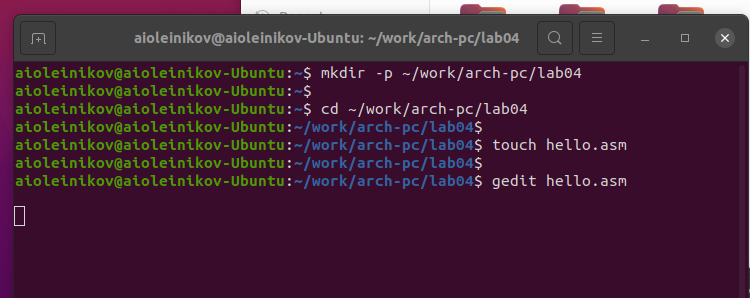 aioleinikov@aioleinikov-Ubuntu: ~/work/arch-pc/lab04
aioleinikov@aioleinikov-Ubuntu:~$ mkdir -p ~/work/arch-pc/lab04
aioleinikov@aioleinikov-Ubuntu:~$
aioleinikov@aioleinikov-Ubuntu:~$ cd ~/work/arch-pc/lab04
aioleinikov@aioleinikov-Ubuntu:~/work/arch-pc/lab04$
aioleinikov@aioleinikov-Ubuntu:~/work/arch-pc/lab04$ touch hello.asm
aioleinikov@aioleinikov-Ubuntu:~/work/arch-pc/lab04$
aioleinikov@aioleinikov-Ubuntu:~/work/arch-pc/lab04$ gedit hello.asm